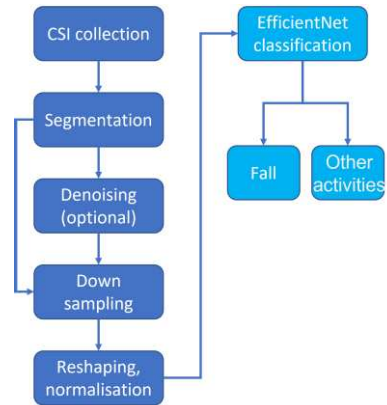 CSI collection
Segmentation
Denoising
(optional)
Down
sampling
Reshaping,
normalisation
EfficientNet
classification
Fall
Other
activities